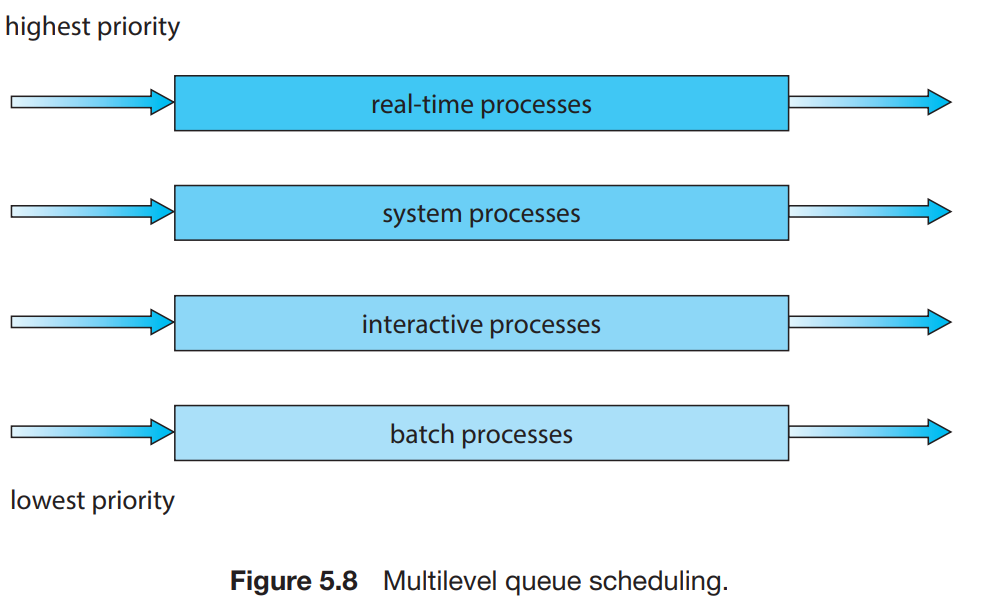 highest priority
real-time processes
system processes
interactive processes
batch processes
lowest priority
Figure 5.8 Multilevel queue scheduling.